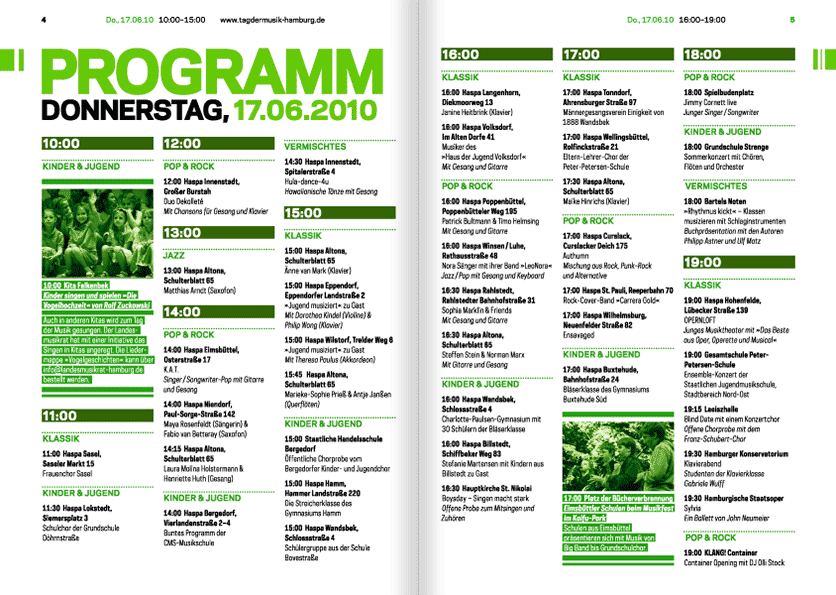 4
Do., 17.06.10 10:00–15:00 www.tagdermusik-hamburg.de
PROGRAMM
DONNERSTAG, 17.06.2010
10:00
KINDER & JUGEND
10:00 Kita Falkenbek
Kinder singen und spielen »Die
Vogelhochzeit« von Rolf Zuckowski
Auch in anderen Kitas wird zum Tag
der Musik gesungen. Der Landes-
musikrat hat mit einer Initiative das
Singen in Kitas angeregt. Die Lieder-
mappe »Vogelgeschichten« kann über
info@landesmusikrat-hamburg.de
bestellt werden.
11:00
KLASSIK
11:00 Haspa Sasel,
Saseler Markt 15
Frauenchor Sasel
KINDER & JUGEND
11:30 Haspa Lokstedt,
Siemersplatz 3
Schulchor der Grundschule
Döhrnstraße
12:00
POP & ROCK
12:00 Haspa Innenstadt,
Großer Burstah
Duo Dekolleté
Mit Chansons für Gesang und Klavier
13:00
JAZZ
13:00 Haspa Altona,
Schulterblatt 65
Matthias Arndt (Saxofon)
14:00
POP & ROCK
14:00 Haspa Eimsbüttel,
Osterstraße 17
K.A.T.
Singer/Songwriter-Pop mit Gitarre
und Gesang
14:00 Haspa Niendorf,
Paul-Sorge-Straße 142
Maya Rosenfeldt (Sängerin) &
Fabio van Betteray (Saxofon)
14:15 Haspa Altona,
Schulterblatt 65
Laura Molina Holstermann &
Henriette Huth (Gesang)
KINDER & JUGEND
14:00 Haspa Bergedorf,
Vierlandenstraße 2–4
Buntes Programm der
CMS-Musikschule
VERMISCHTES
14:30 Haspa Innenstadt,
Spitalerstraße 4
Hula-dance-4u
Hawaiianische Tänze mit Gesang
15:00
KLASSIK
15:00 Haspa Altona,
Schulterblatt 65
Änne van Mark (Klavier)
15:00 Haspa Eppendorf,
Eppendorfer Landstraße 2
»Jugend musiziert« zu Gast
Mit Dorothea Kindel (Violine) &
Philip Wong (Klavier)
15:00 Haspa Wilstorf, Trelder Weg 6
»Jugend musiziert« zu Gast
Mit Theresa Paulas (Akkordeon)
15:45 Haspa Altona,
Schulterblatt 65
Marieke-Sophie Prieß & Antje Janßen
(Querflöten)
KINDER & JUGEND
15:00 Staatliche Handelsschule
Bergedorf
Öffentliche Chorprobe vom
Bergedorfer Kinder- und Jugendchor
15:00 Haspa Hamm,
Hammer Landstraße 220
Die Streicherklasse des
Gymnasiums Hamm
15:00 Haspa Wandsbek,
Schlossstraße 4
Schülergruppe aus der Schule
Bovestraße
Do., 17.06.10 16:00–19:00
5
16:00
KLASSIK
16:00 Haspa Langenhorn,
Diekmoorweg 13
Janine Heitbrink (Klavier)
16:00 Haspa Volksdorf,
Im Alten Dorfe 41
Musiker des
»Haus der Jugend Volksdorf«
Mit Gesang und Gitarre
POP & ROCK
16:00 Haspa Poppenbüttel,
Poppenbütteler Weg 195
Patrick Bultmann & Timo Helmsing
Mit Gesang und Gitarre
16:00 Haspa Winsen / Luhe,
Rathausstraße 48
Nora Sänger mit ihrer Band »LeoNora«
Jazz / Pop mit Gesang und Keyboard
16:30 Haspa Rahlstedt,
Rahlstedter Bahnhofstraße 31
Sophia Marklin & Friends
Mit Gesang und Gitarre
16:30 Haspa Altona,
Schulterblatt 65
Steffen Stein & Norman Marx
Mit Gitarre und Gesang
KINDER & JUGEND
16:00 Haspa Wandsbek,
Schlossstraße 4
Charlotte-Paulsen-Gymnasium mit
30 Schülern der Bläserklasse
16:00 Haspa Billstedt,
Schiffbeker Weg 83
Stefanie Martensen mit Kindern aus
Billstedt zu Gast
16:30 Hauptkirche St. Nikolai
Boysday – Singen macht stark
Offene Probe zum Mitsingen und
Zuhören
17:00
KLASSIK
17:00 Haspa Tonndorf,
Ahrensburger Straße 97
Männergesangsverein Einigkeit von
1888 Wandsbek
17:00 Haspa Wellingsbüttel,
Rolfinckstraße 21
Eltern-Lehrer-Chor der
Peter-Petersen-Schule
17:30 Haspa Altona,
Schulterblatt 65
Maike Hinrichs (Klavier)
POP & ROCK
17:00 Haspa Curslack,
Curslacker Deich 175
Authumn
Mischung aus Rock, Punk-Rock
und Alternative
17:00 Haspa St. Pauli, Reeperbahn 70
Rock-Cover-Band »Carrera Gold«
17:00 Haspa Wilhelmsburg,
Neuenfelder Straße 82
Ensavaged
KINDER & JUGEND
17:00 Haspa Buxtehude,
Bahnhofstraße 24
Bläserklasse des Gymnasiums
Buxtehude Süd
17:00 Platz der Bücherverbrennung
Eimsbüttler Schulen beim Musikfest
im Kaifu-Park
Schulen aus Eimsbüttel
präsentieren sich mit Musik von
Big Band bis Grundschulchor.
18:00
POP & ROCK
18:00 Spielbudenplatz
Jimmy Cornett live
Junger Singer / Songwriter
KINDER & JUGEND
18:00 Grundschule Strenge
Sommerkonzert mit Chören,
Flöten und Orchester
VERMISCHTES
18:00 Bartels Noten
»Rhythmus kickt« – Klassen
musizieren mit Schlaginstrumenten
Buchpräsentation mit den Autoren
Philipp Astner und Ulf Matz
19:00
KLASSIK
19:00 Haspa Hohenfelde,
Lübecker Straße 139
OPERNLOFT
Junges Musiktheater mit »Das Beste
aus Oper, Operette und Musical«
19:00 Gesamtschule Peter-
Petersen-Schule
Ensemble-Konzert der
Staatlichen Jugendmusikschule,
Stadtbereich Nord-Ost
19:15 Laeiszhalle
Blind Date mit einem Konzertchor
Offene Chorprobe mit dem
Franz-Schubert-Chor
19:30 Hamburger Konservatorium
Klavierabend
Studenten der Klavierklasse
Gabriele Wulff
19:30 Hamburgische Staatsoper
Sylvia
Ein Ballett von John Neumeier
POP & ROCK
19:00 KLANG! Container
Container Opening mit DJ Olli Stock